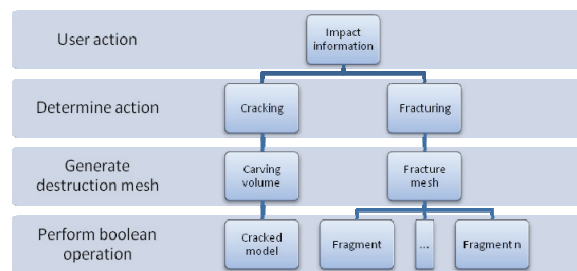 User action
Impact
information
Determine action
Cracking
Fracturing
Generate
destruction mesh
Carving
volume
Fracture
mesh
Perform boolean
operation
Cracked
model
Fragment
...
Fragment n